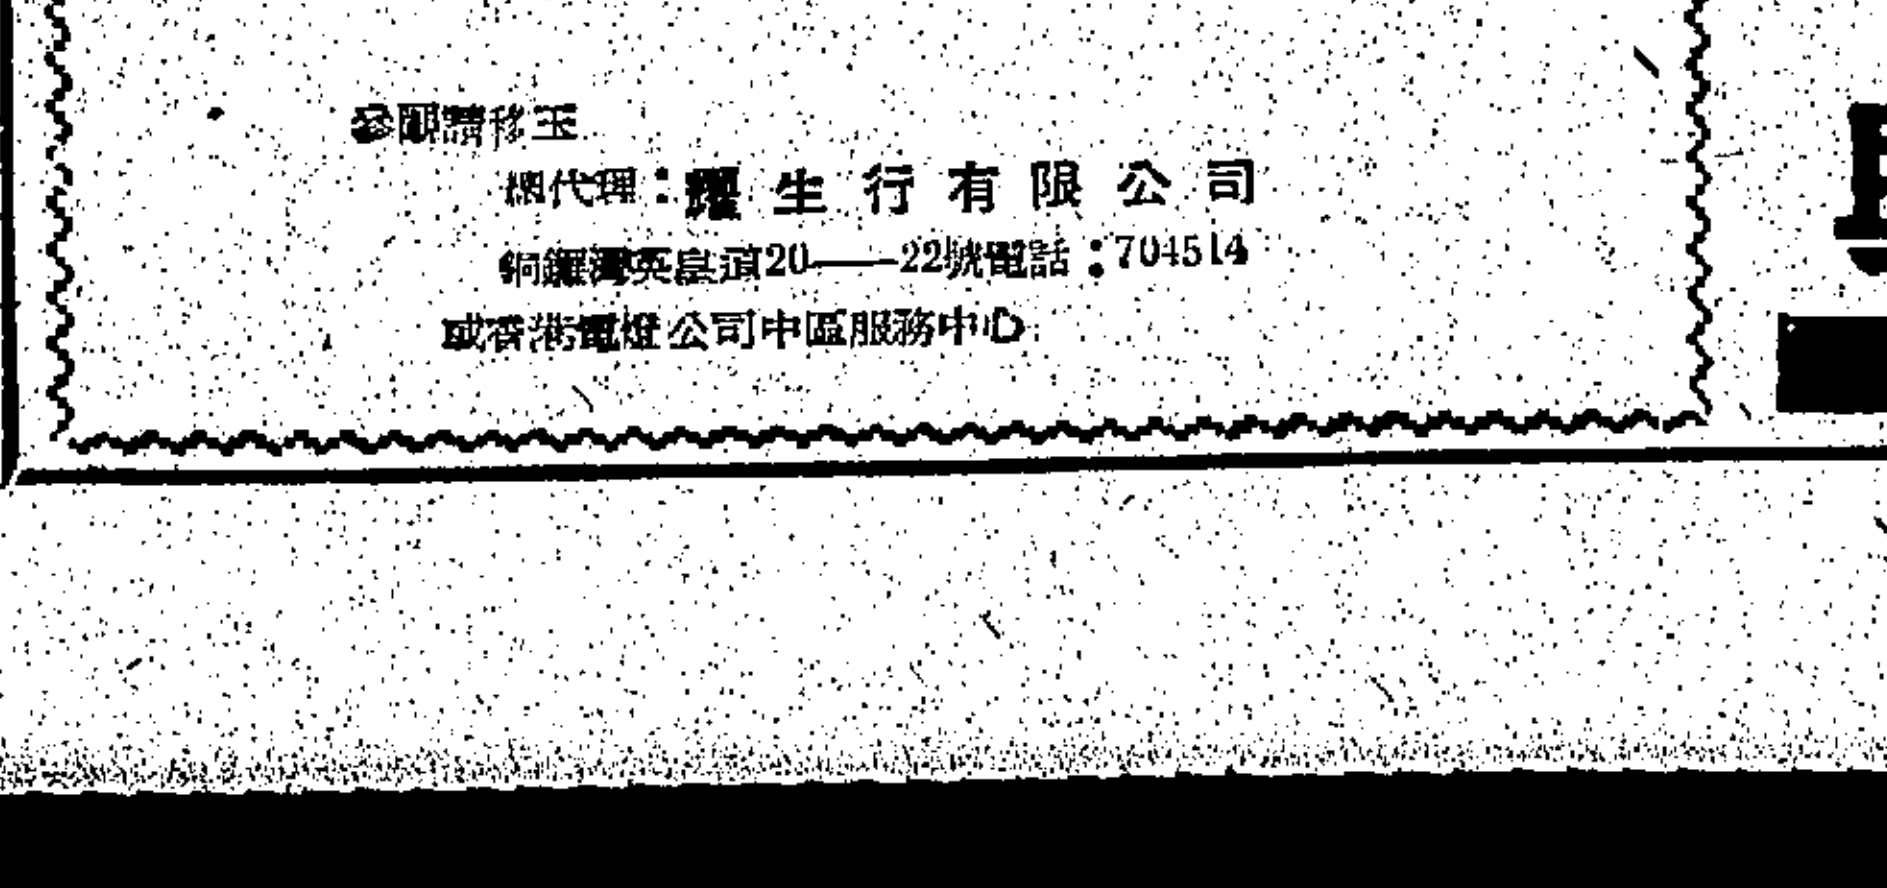 參閱請移玉
總代理：耀生行有限公司
銅鑼灣英皇道20——22號電話：704514
或香港電燈公司中區服務中心